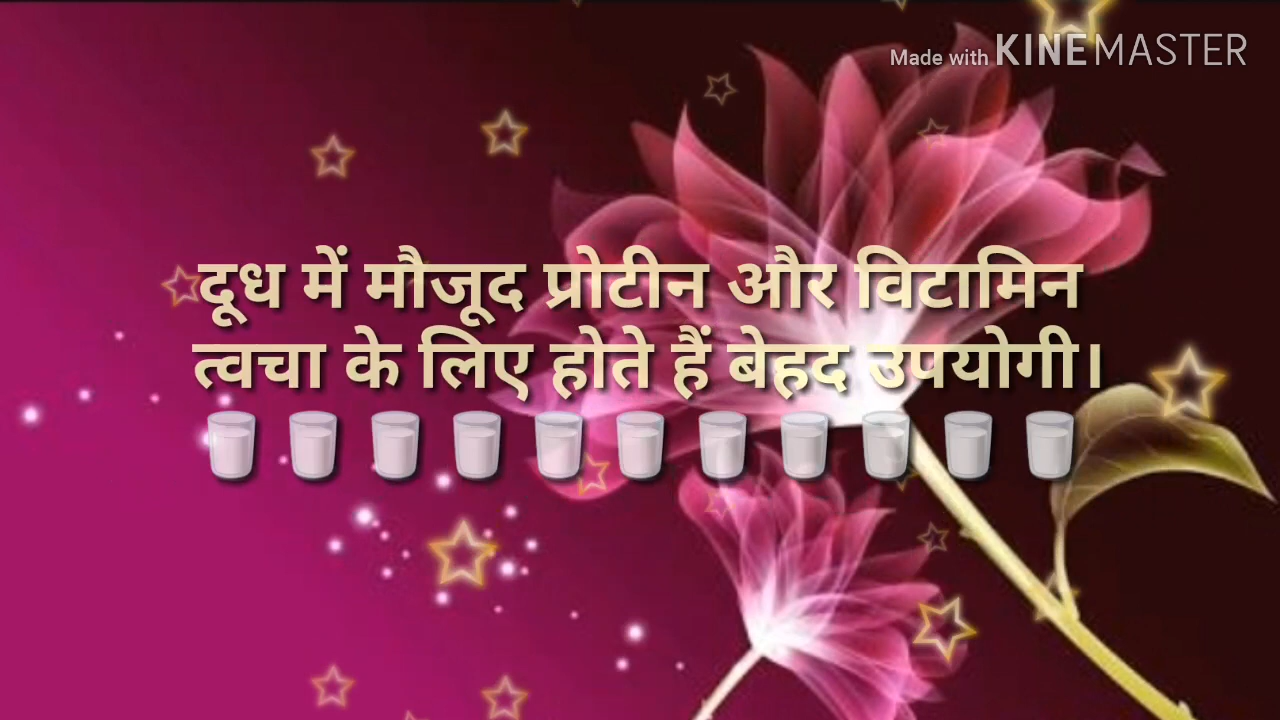 Made with KINEMASTER
दूध में मौजूद प्रोटीन और विटामिन
त्वचा के लिए होते हैं बेहद उपयोगी।
🥛🥛🥛🥛🥛🥛🥛🥛🥛🥛🥛